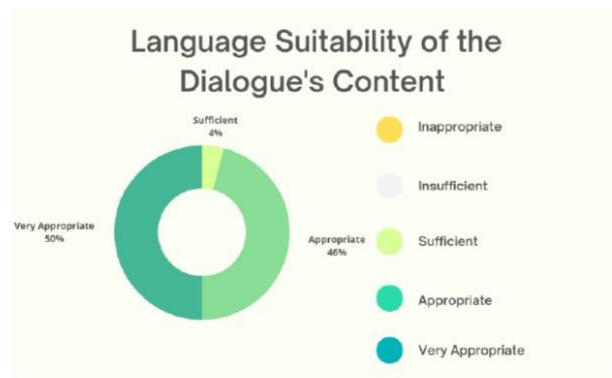 Language Suitability of the
Dialogue's Content
Sufficient
4%
Very Appropriate
50%
Appropriate
46%
Inappropriate
Insufficient
Sufficient
Appropriate
Very Appropriate